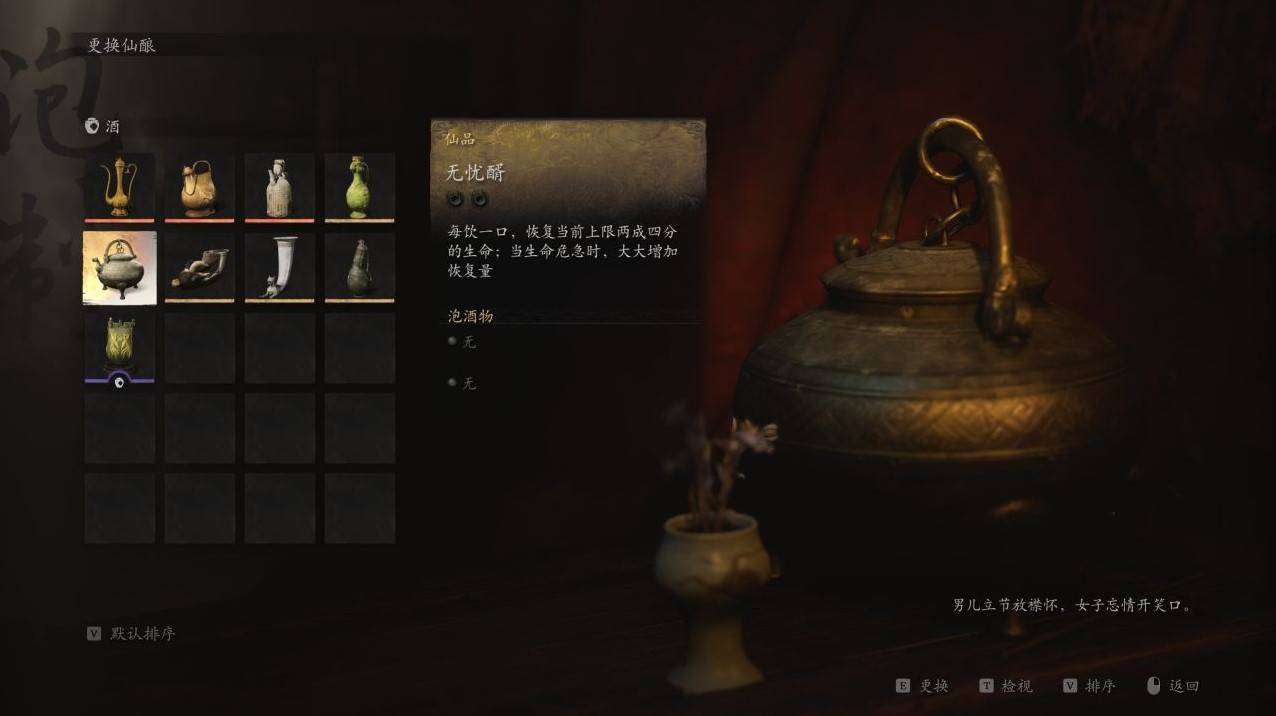 泡制
更换仙酿
酒
仙品
无忧醑
每饮一口，恢复当前上限两成四分
的生命；当生命危急时，大大增加
恢复量
泡酒物
无
无
男儿立节放襟怀，女子忘情开笑口。
V 默认排序
E 更换 T 检视 V 排序 返回